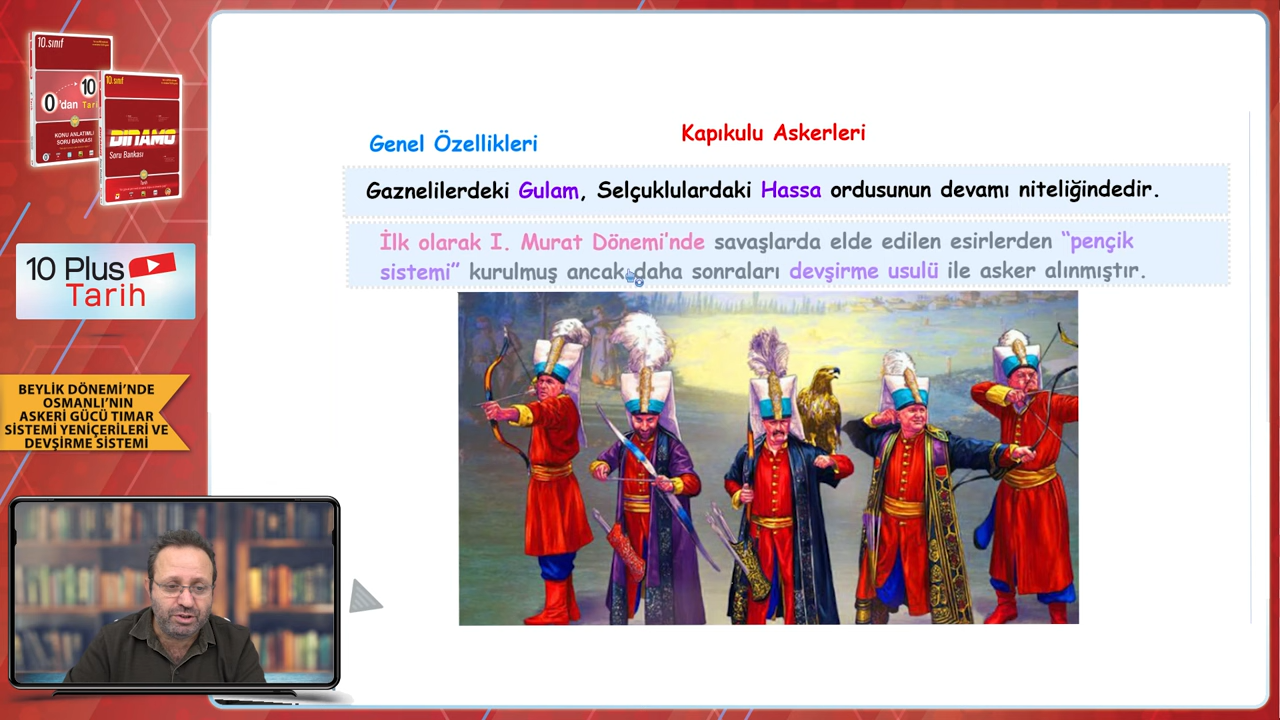 10.sınıf
0'dan 10
Tarih
KONU ANLATIMLI
SORU BANKASI
10.sınıf
DİNAMO
Soru Bankası
10 Plus
Tarih
BEYLİK DÖNEMİ'NDE
OSMANLI'NIN
ASKERİ GÜCÜ TIMAR
SİSTEMİ YENİÇERİLERİ VE
DEVŞİRME SİSTEMİ
Kapıkulu Askerleri
Genel Özellikleri
Gaznelilerdeki Gulam, Selçuklulardaki Hassa ordusunun devamı niteliğindedir.
İlk olarak I. Murat Dönemi'nde savaşlarda elde edilen esirlerden “pençik
sistemi” kurulmuş ancak daha sonraları devşirme usulü ile asker alınmıştır.